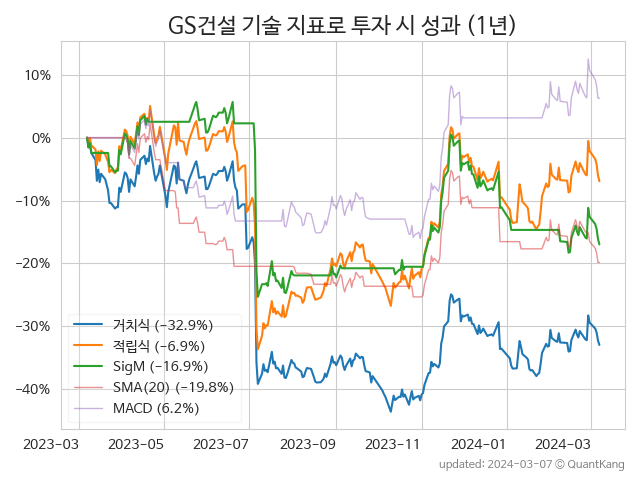 GS건설 기술 지표로 투자 시 성과 (1년)
10%
0%
−10%
−20%
−30%
−40%
거치식 (−32.9%)
적립식 (−6.9%)
SigM (−16.9%)
SMA(20) (−19.8%)
MACD (6.2%)
2023-03
2023-05
2023-07
2023-09
2023-11
2024-01
2024-03
updated: 2024-03-07 © QuantKang